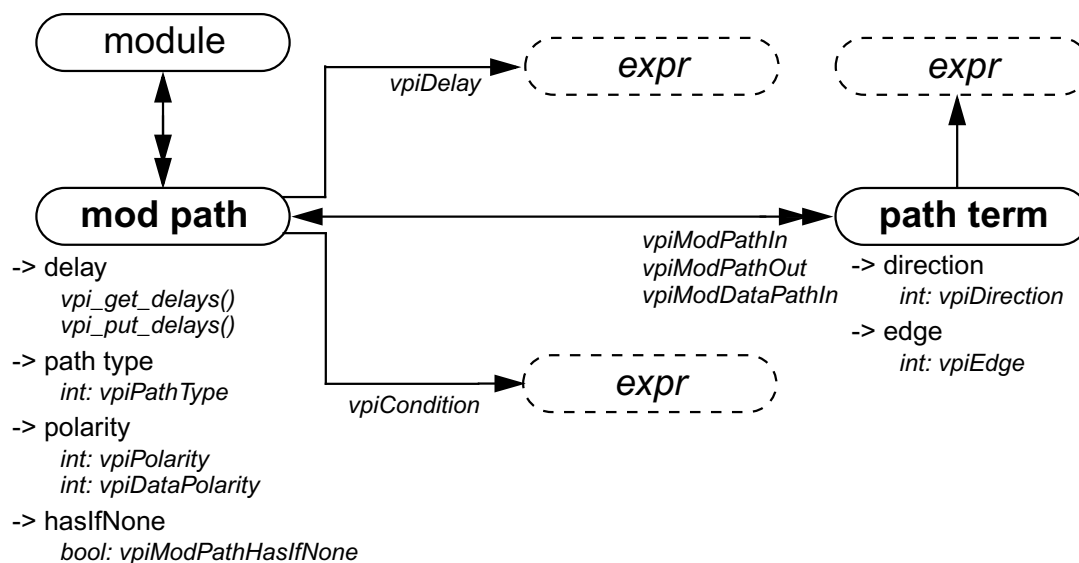 module
vpiDelay
expr
expr
mod path
path term
vpiModPathIn
vpiModPathOut
vpiModDataPathIn
-> delay
vpi_get_delays()
vpi_put_delays()
-> path type
int: vpiPathType
-> polarity
int: vpiPolarity
int: vpiDataPolarity
-> hasIfNone
bool: vpiModPathHasIfNone
vpiCondition
expr
-> direction
int: vpiDirection
-> edge
int: vpiEdge